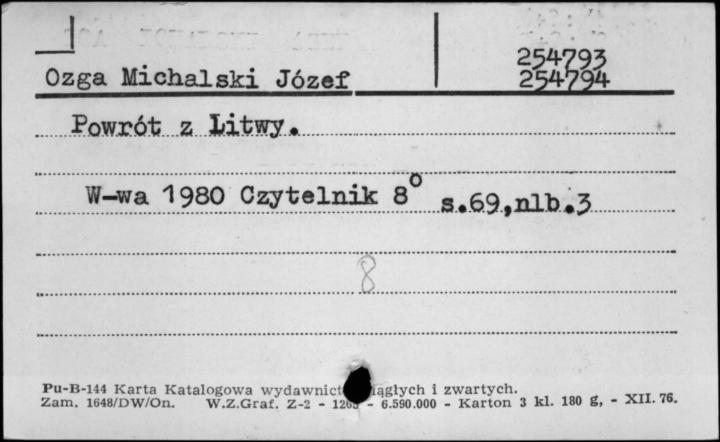 254793
Ozga Michalski Józef 254794
Powrót z Litwy.
W-wa 1980 Czytelnik 8° s.69,nlb.3
8
Pu-B-144 Karta Katalogowa ciągłych i zwartych.
Zam. 1648/DW/On. W.Z.Graf. Z-2 - - 6.590.000 - Karton 3 kl. 180 g, - XII. 76.